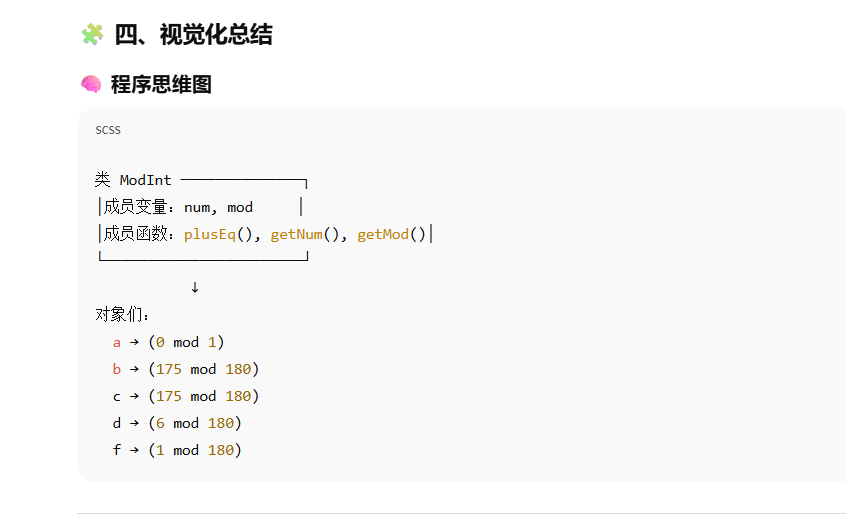 🧩 四、视觉化总结
🧠 程序思维图
scss
类 ModInt ──────────────┐
│成员变量：num, mod     │
│成员函数：plusEq(), getNum(), getMod()│
└───────────────────────┘
↓
对象们：
a → (0 mod 1)
b → (175 mod 180)
c → (175 mod 180)
d → (6 mod 180)
f → (1 mod 180)